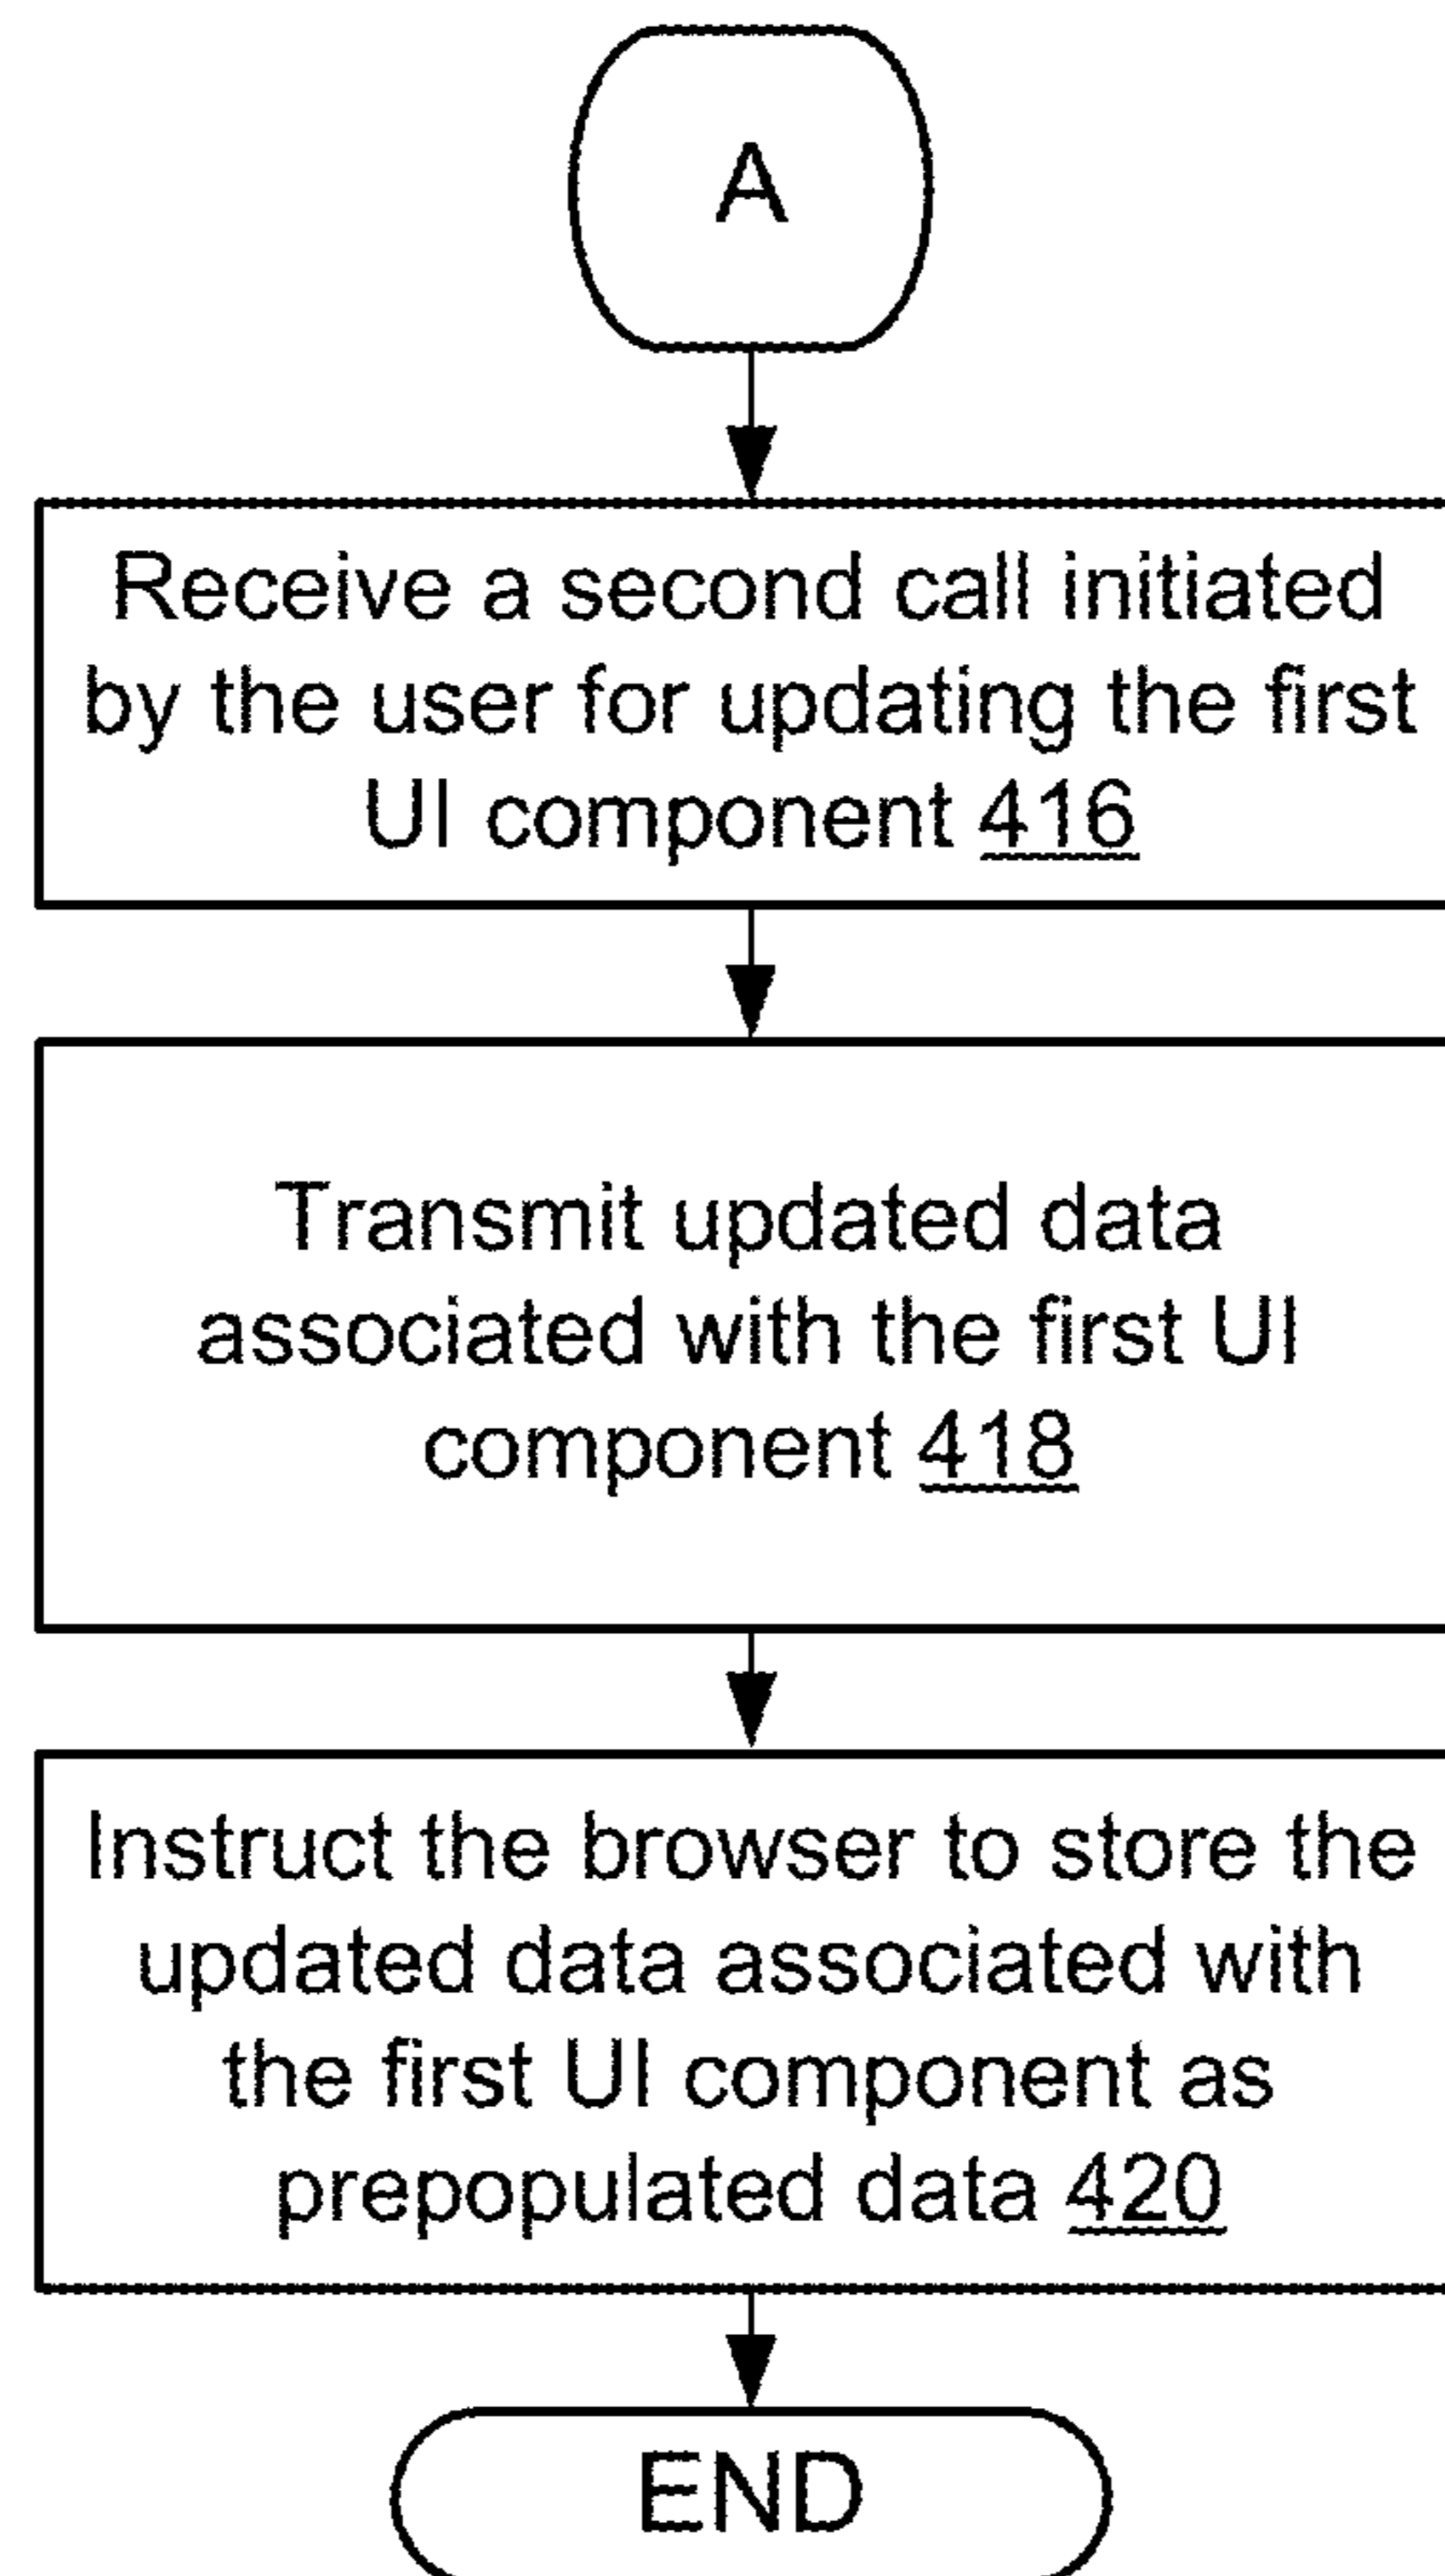 A
Receive a second call initiated
by the user for updating the first
UI component 416
Transmit updated data
associated with the first UI
component 418
Instruct the browser to store the
updated data associated with
the first UI component as
prepopulated data 420
END